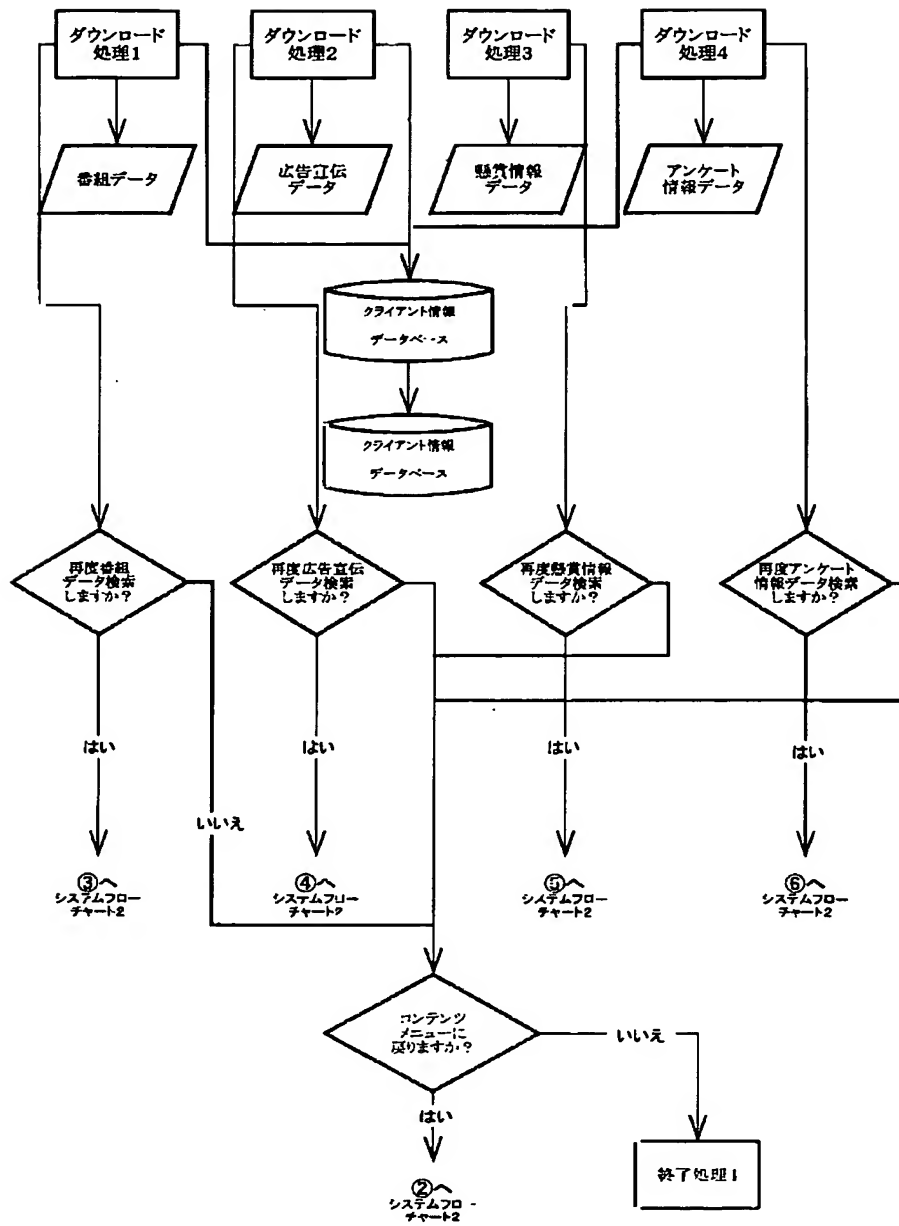 ダウンロード
処理1
ダウンロード
処理2
ダウンロード
処理3
ダウンロード
処理4
番組データ
広告宣伝
データ
懸賞情報
データ
アンケート
情報データ
クライアント情報
データベース
クライアント情報
データベース
再度番組
データ検索
しますか?
再度広告宣伝
データ検索
しますか?
再度懸賞情報
データ検索
しますか?
再度アンケート
情報データ検索
しますか?
はい
はい
はい
はい
いいえ
③へ
システムフロー
チャート2
④へ
システムフロー
チャート2
⑤へ
システムフロー
チャート2
⑥へ
システムフロー
チャート2
コンテンツ
メニューに
戻りますか?
いいえ
はい
終了処理1
②へ
システムフロー
チャート2